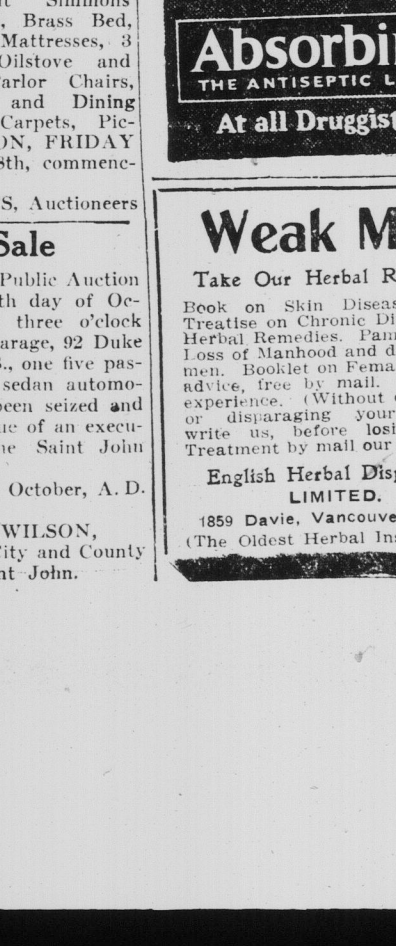 Simmons
, Brass Bed,
Mattresses, 3
Oilstove and
arlor Chairs,
and Dining
Carpets, Pic-
ON, FRIDAY
8th, commenc-
S, Auctioneers
Sale
Public Auction
th day of Oc-
three o'clock
arage, 92 Duke
., one five pas-
sedan automo-
been seized and
ue of an execu-
he Saint John
October, A. D.
WILSON,
City and County
nt John.
Absorbi
THE ANTISEPTIC L
At all Druggist
Weak M
Take Our Herbal R
Book on Skin Diseas
Treatise on Chronic Di
Herbal Remedies. Pam
Loss of Manhood and d
men. Booklet on Fema
advice, free by mail.
experience. (Without
or disparaging your
write us, before losi
Treatment by mail our
English Herbal Disp
LIMITED.
1859 Davie, Vancouve
(The Oldest Herbal Ins